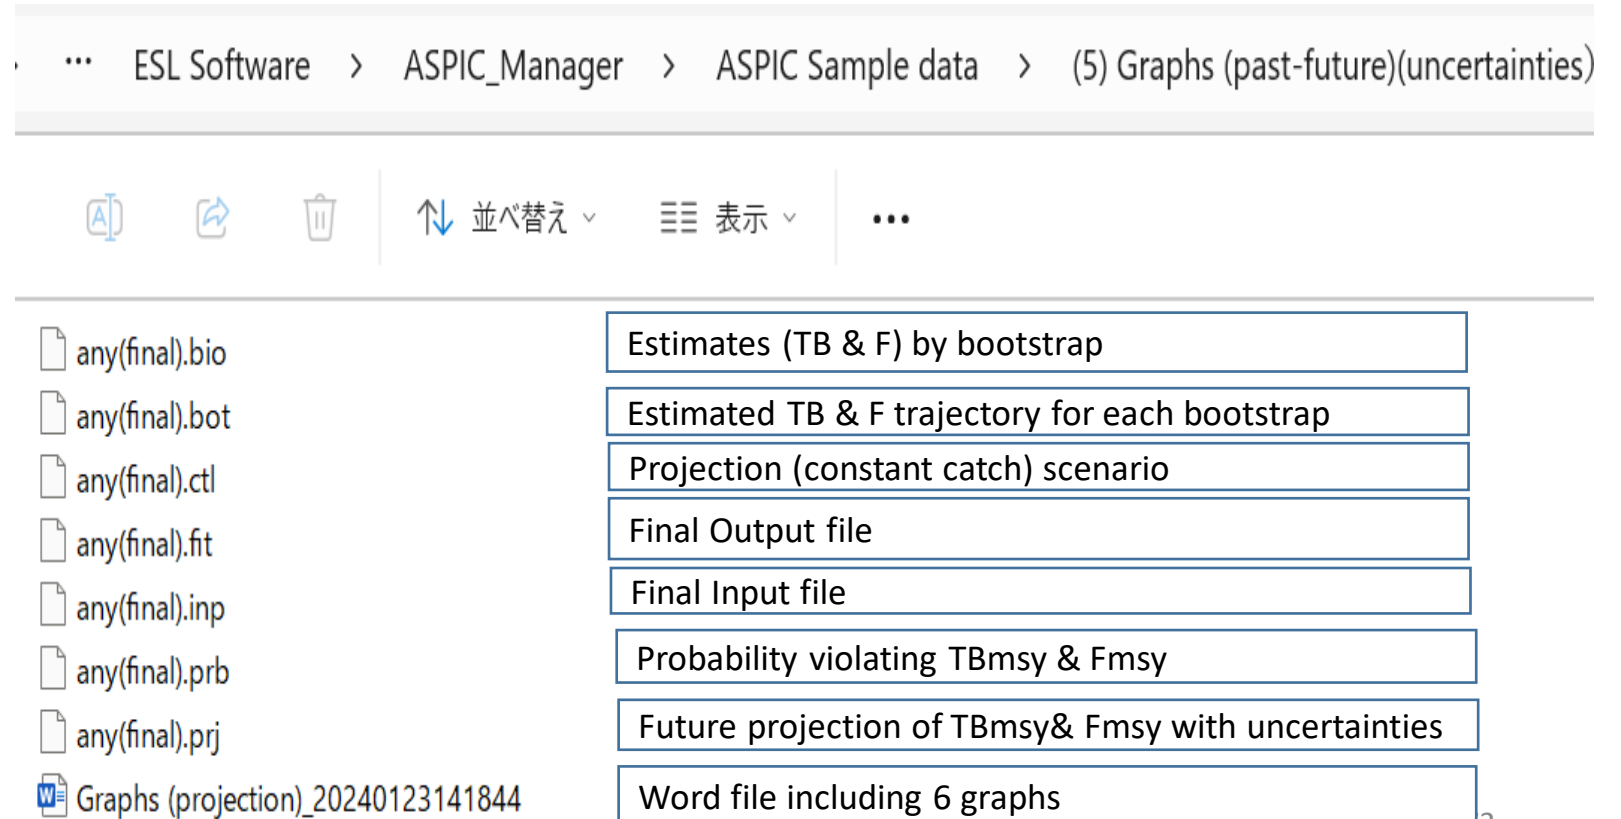 ... ESL Software > ASPIC_Manager > ASPIC Sample data > (5) Graphs (past-future)(uncertainties)
並べ替え 表示 ...
any(final).bio Estimates (TB & F) by bootstrap
any(final).bot Estimated TB & F trajectory for each bootstrap
any(final).ctl Projection (constant catch) scenario
any(final).fit Final Output file
any(final).inp Final Input file
any(final).prb Probability violating TBmsy & Fmsy
any(final).prj Future projection of TBmsy& Fmsy with uncertainties
Graphs (projection)_20240123141844 Word file including 6 graphs